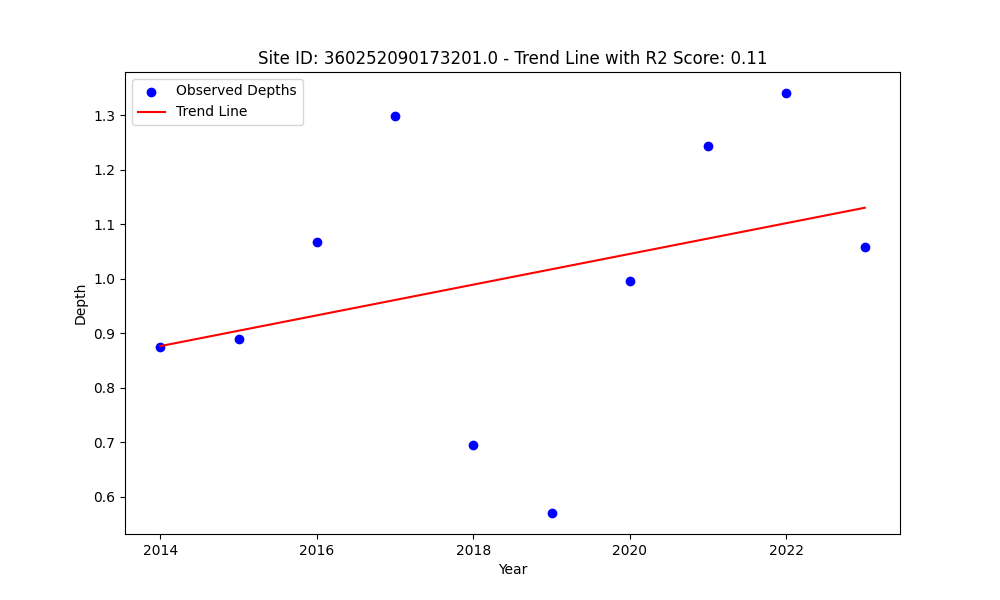 Site ID: 360252090173201.0 - Trend Line with R2 Score: 0.11
Observed Depths
Trend Line
Depth
1.3
1.2
1.1
1.0
0.9
0.8
0.7
0.6
2014
2016
2018
2020
2022
Year